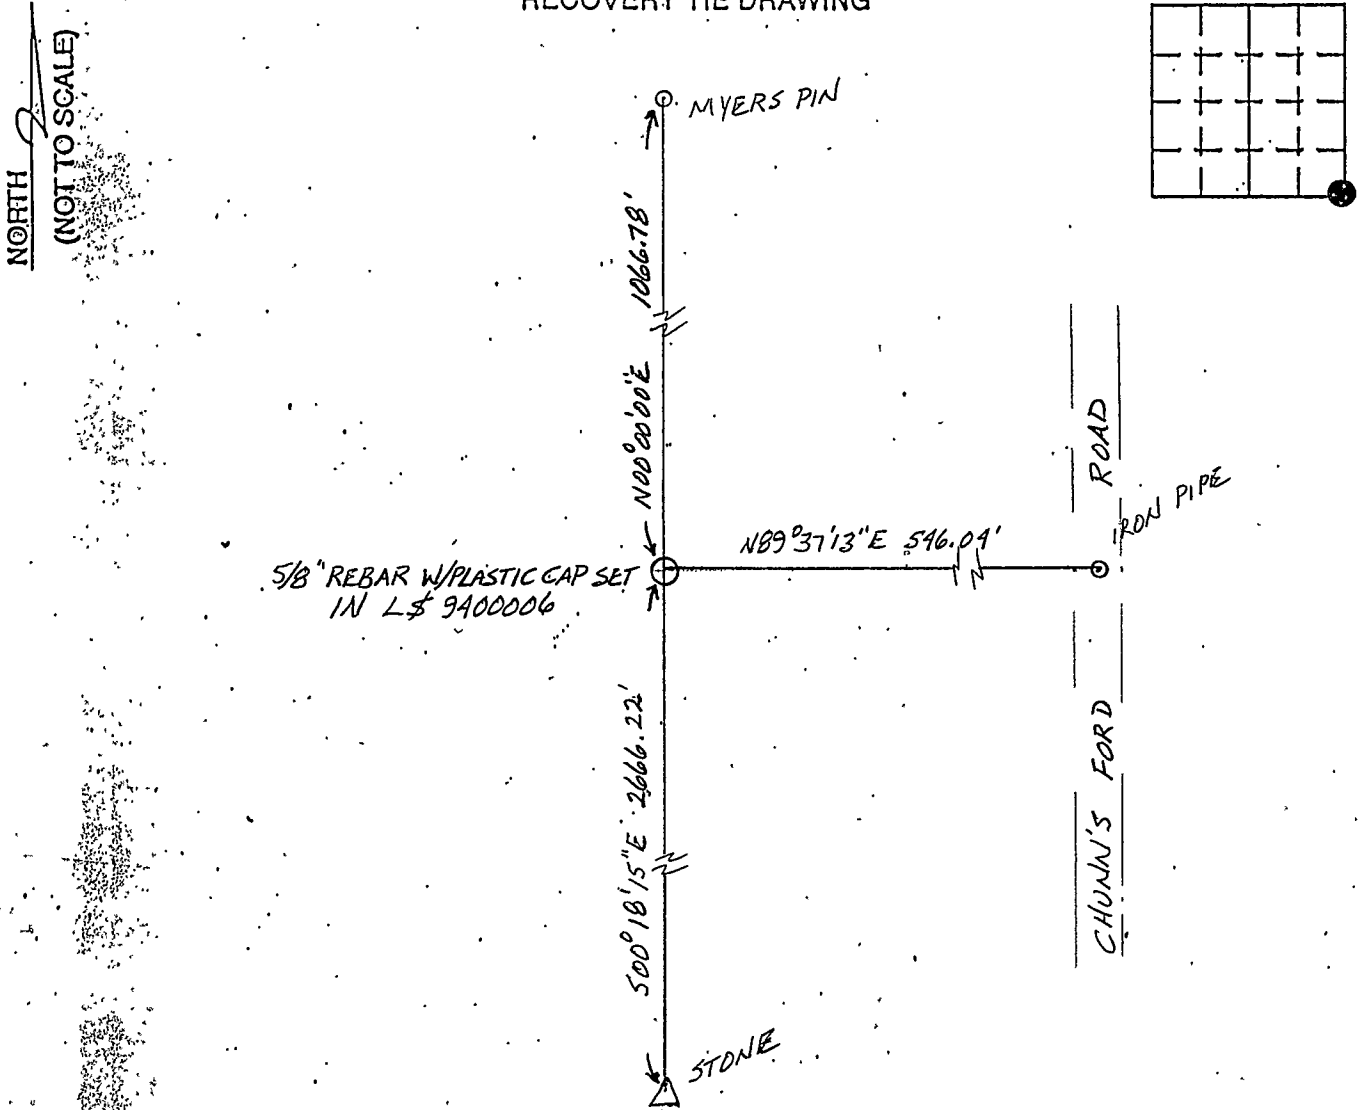 RECOVERY TIE DRAWING
NORTH
(NOT TO SCALE)
MYERS PIN
1066.78'
N00°00'00"E
ROAD
IRON PIPE
N89°37'13"E 546.04'
5/8" REBAR W/PLASTIC CAP SET
IN L$ 9400006
S00°18'15"E 2666.22'
CHUNN'S FORD
STONE